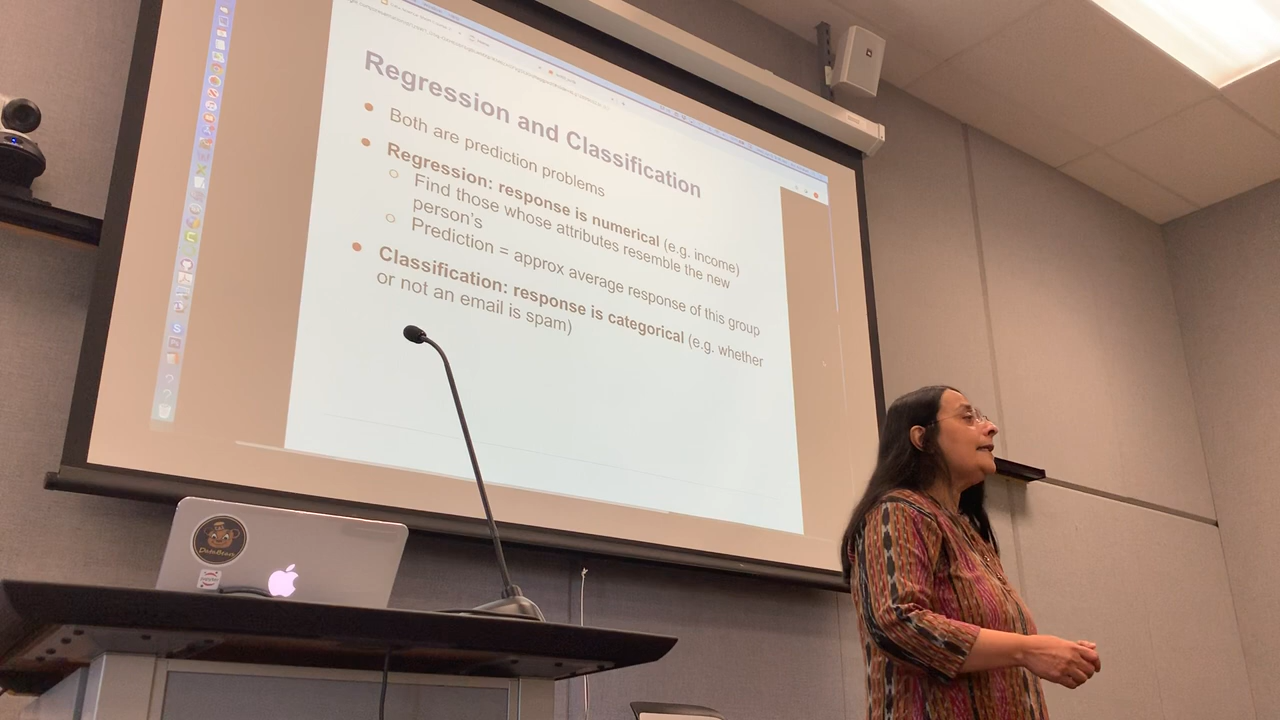 Regression and Classification
Both are prediction problems
Regression: response is numerical (e.g. income)
Find those whose attributes resemble the new
person's
Prediction = approx average response of this group
Classification: response is categorical (e.g. whether
or not an email is spam)
DataBears